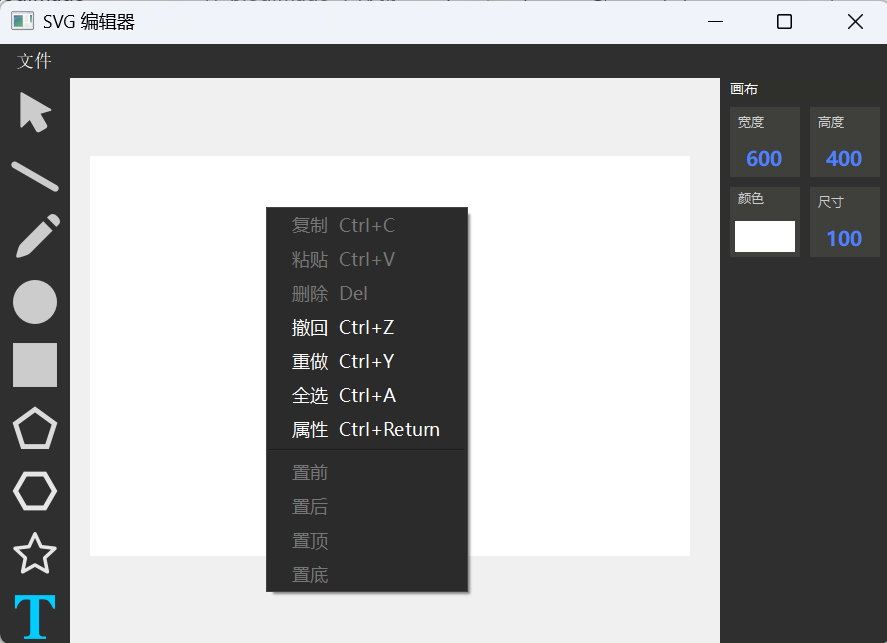 SVG 编辑器
文件
画布
宽度
600
高度
400
颜色
尺寸
100
复制 Ctrl+C
粘贴 Ctrl+V
删除 Del
撤回 Ctrl+Z
重做 Ctrl+Y
全选 Ctrl+A
属性 Ctrl+Return
置前
置后
置顶
置底
T